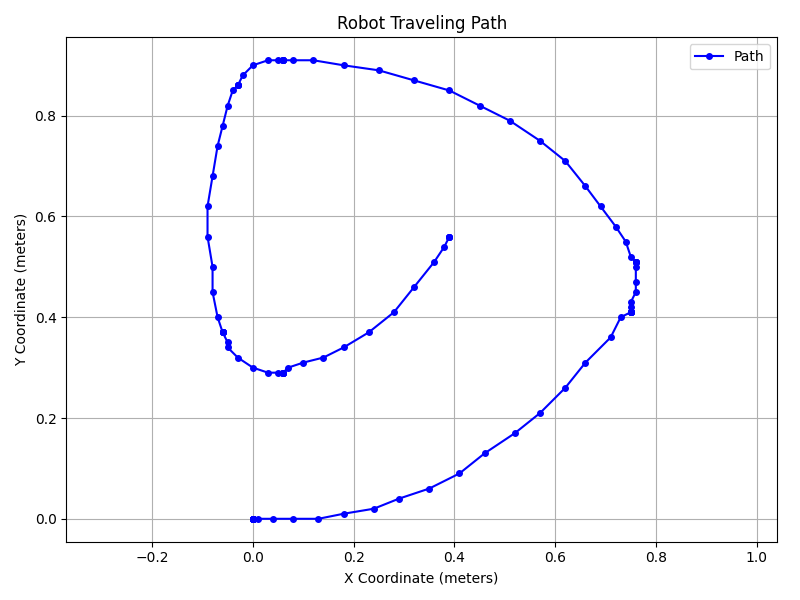 Robot Traveling Path
Path
Y Coordinate (meters)
0.8
0.6
0.4
0.2
0.0
−0.2 0.0 0.2 0.4 0.6 0.8 1.0
X Coordinate (meters)